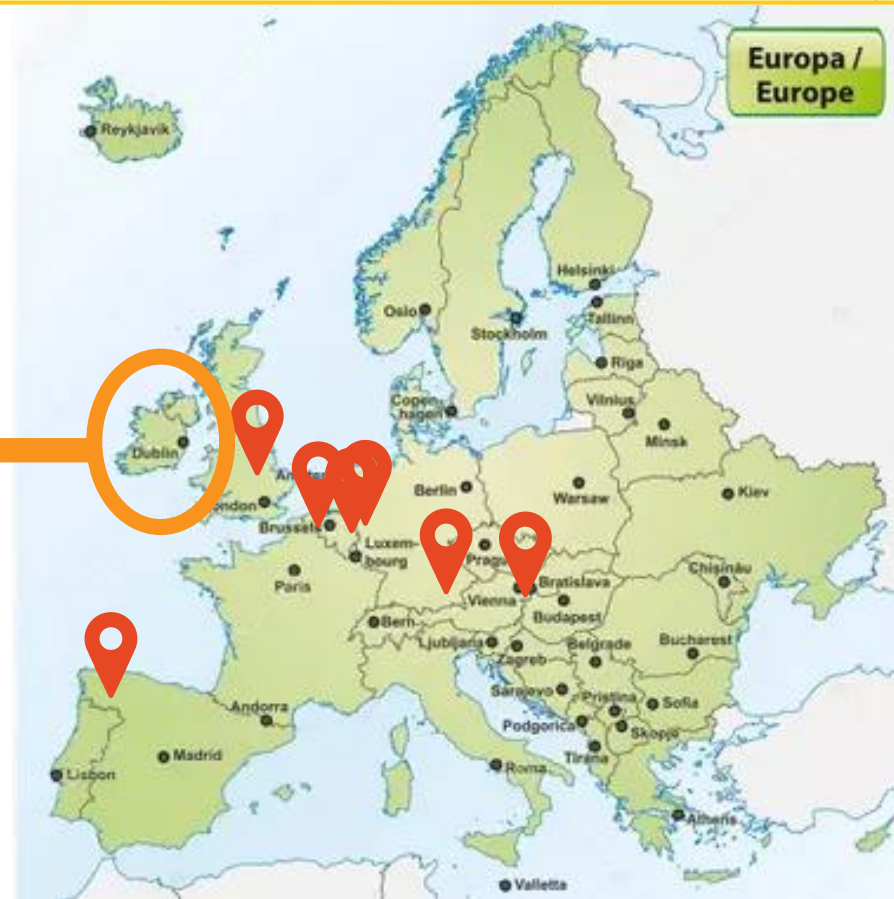 Europa /
Europe
Reykjavik
Helsinki
Oslo
Tallinn
Stockholm
Riga
Copen-
hagen
Vilnius
Minsk
Dublin
Berlin
Warsaw
Kiev
ondon
Brussels
Luxem-
bourg
Pragu
Chișinău
Paris
Bratislava
Vienna
Budapest
Bern
Ljubljana
Zagreb
Belgrade
Bucharest
Sarajevo
Pristina
Sofia
Andorra
Podgorica
Skopje
Madrid
Tirana
Roma
Lisbon
Athens
Valletta